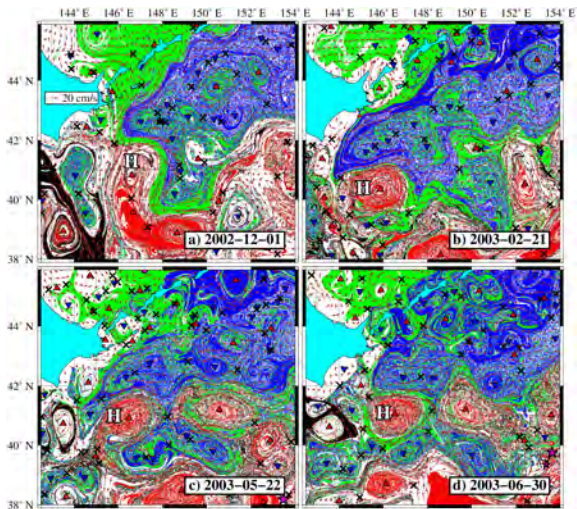 144° E 146° E 148° E 150° E 152° E 154° E 144° E 146° E 148° E 150° E 152° E 154° E
44° N
42° N
40° N
38° N
20 cm/s
H
a) 2002-12-01
H
b) 2003-02-21
44° N
42° N
40° N
38° N
H
c) 2003-05-22
H
d) 2003-06-30